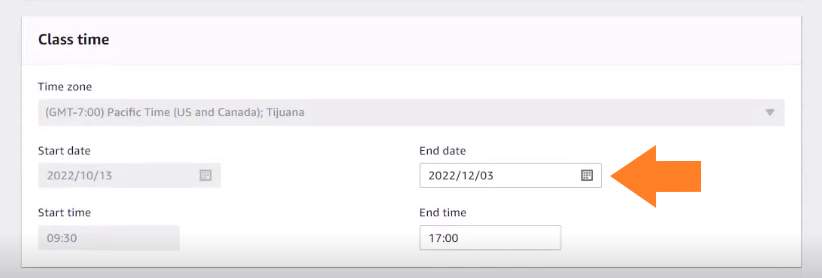 Class time
Time zone
(GMT-7:00) Pacific Time (US and Canada); Tijuana
Start date
End date
2022/10/13
2022/12/03
Start time
End time
09:30
17:00